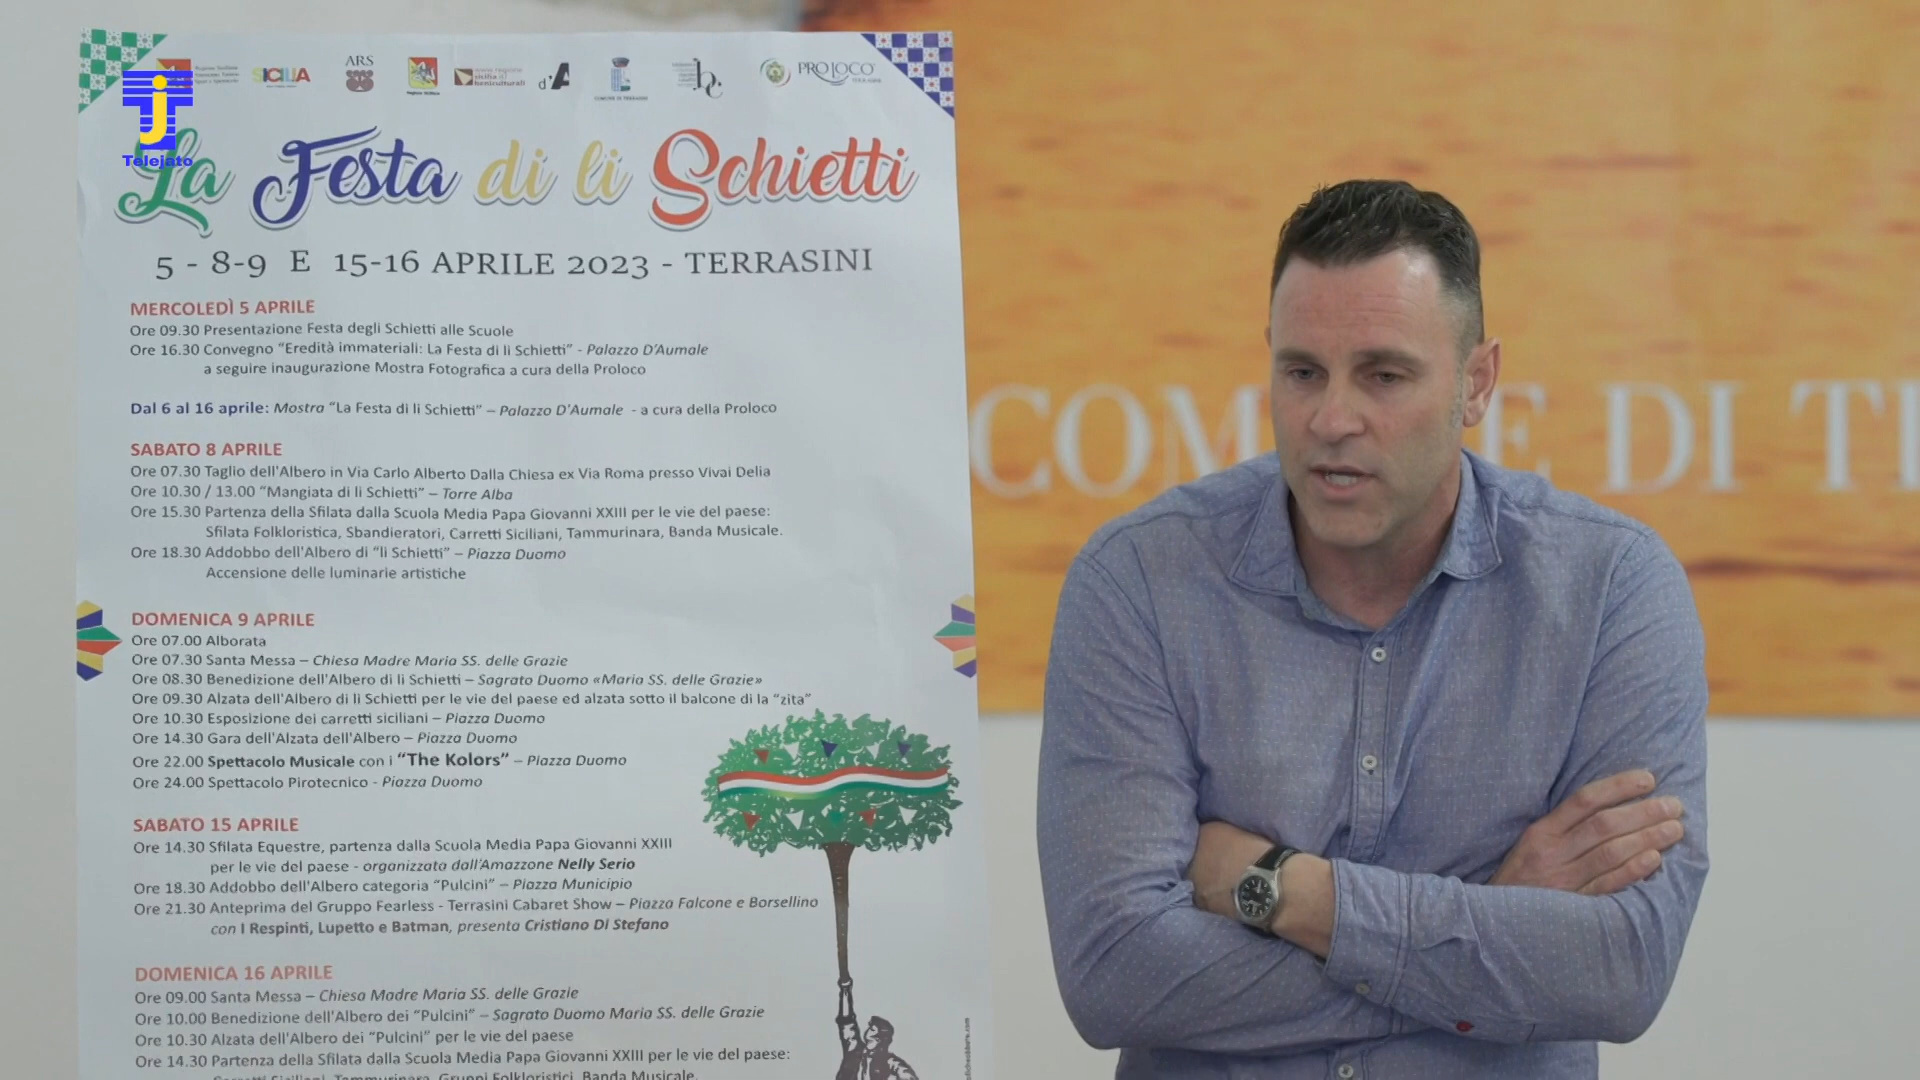 SICILIA
ARS
d'A
COMUNE DI TERRASINI
be
PROLOCO
Telejato
La Festa di li Schietti
5 - 8-9 E 15-16 APRILE 2023 - TERRASINI
MERCOLEDÌ 5 APRILE
Ore 09.30 Presentazione Festa degli Schietti alle Scuole
Ore 16.30 Convegno “Eredità immateriali: La Festa di li Schietti” - Palazzo D'Aumale
a seguire inaugurazione Mostra Fotografica a cura della Proloco
Dal 6 al 16 aprile: Mostra “La Festa di li Schietti” – Palazzo D'Aumale - a cura della Proloco
SABATO 8 APRILE
Ore 07.30 Taglio dell'Albero in Via Carlo Alberto Dalla Chiesa ex Via Roma presso Vivai Delia
Ore 10.30 / 13.00 “Mangiata di li Schietti” – Torre Alba
Ore 15.30 Partenza della Sfilata dalla Scuola Media Papa Giovanni XXIII per le vie del paese:
Sfilata Folkloristica, Sbandieratori, Carretti Siciliani, Tammurinara, Banda Musicale.
Ore 18.30 Addobbo dell'Albero di “li Schietti” – Piazza Duomo
Accensione delle luminarie artistiche
DOMENICA 9 APRILE
Ore 07.00 Alborata
Ore 07.30 Santa Messa – Chiesa Madre Maria SS. delle Grazie
Ore 08.30 Benedizione dell'Albero di li Schietti – Sagrato Duomo «Maria SS. delle Grazie»
Ore 09.30 Alzata dell'Albero di li Schietti per le vie del paese ed alzata sotto il balcone di la “zita”
Ore 10.30 Esposizione dei carretti siciliani – Piazza Duomo
Ore 14.30 Gara dell'Alzata dell'Albero – Piazza Duomo
Ore 22.00 Spettacolo Musicale con i “The Kolors” – Piazza Duomo
Ore 24.00 Spettacolo Pirotecnico - Piazza Duomo
SABATO 15 APRILE
Ore 14.30 Sfilata Equestre, partenza dalla Scuola Media Papa Giovanni XXIII
per le vie del paese - organizzata dall'Amazzone Nelly Serio
Ore 18.30 Addobbo dell'Albero categoria “Pulcini” – Piazza Municipio
Ore 21.30 Anteprima del Gruppo Fearless - Terrasini Cabaret Show – Piazza Falcone e Borsellino
con I Respinti, Lupetto e Batman, presenta Cristiano Di Stefano
DOMENICA 16 APRILE
Ore 09.00 Santa Messa – Chiesa Madre Maria SS. delle Grazie
Ore 10.00 Benedizione dell'Albero dei “Pulcini” – Sagrato Duomo Maria SS. delle Grazie
Ore 10.30 Alzata dell'Albero dei “Pulcini” per le vie del paese
Ore 14.30 Partenza della Sfilata dalla Scuola Media Papa Giovanni XXIII per le vie del paese:
Carretti Siciliani, Tammurinara, Gruppi Folkloristici, Banda Musicale.
COM E DI TE